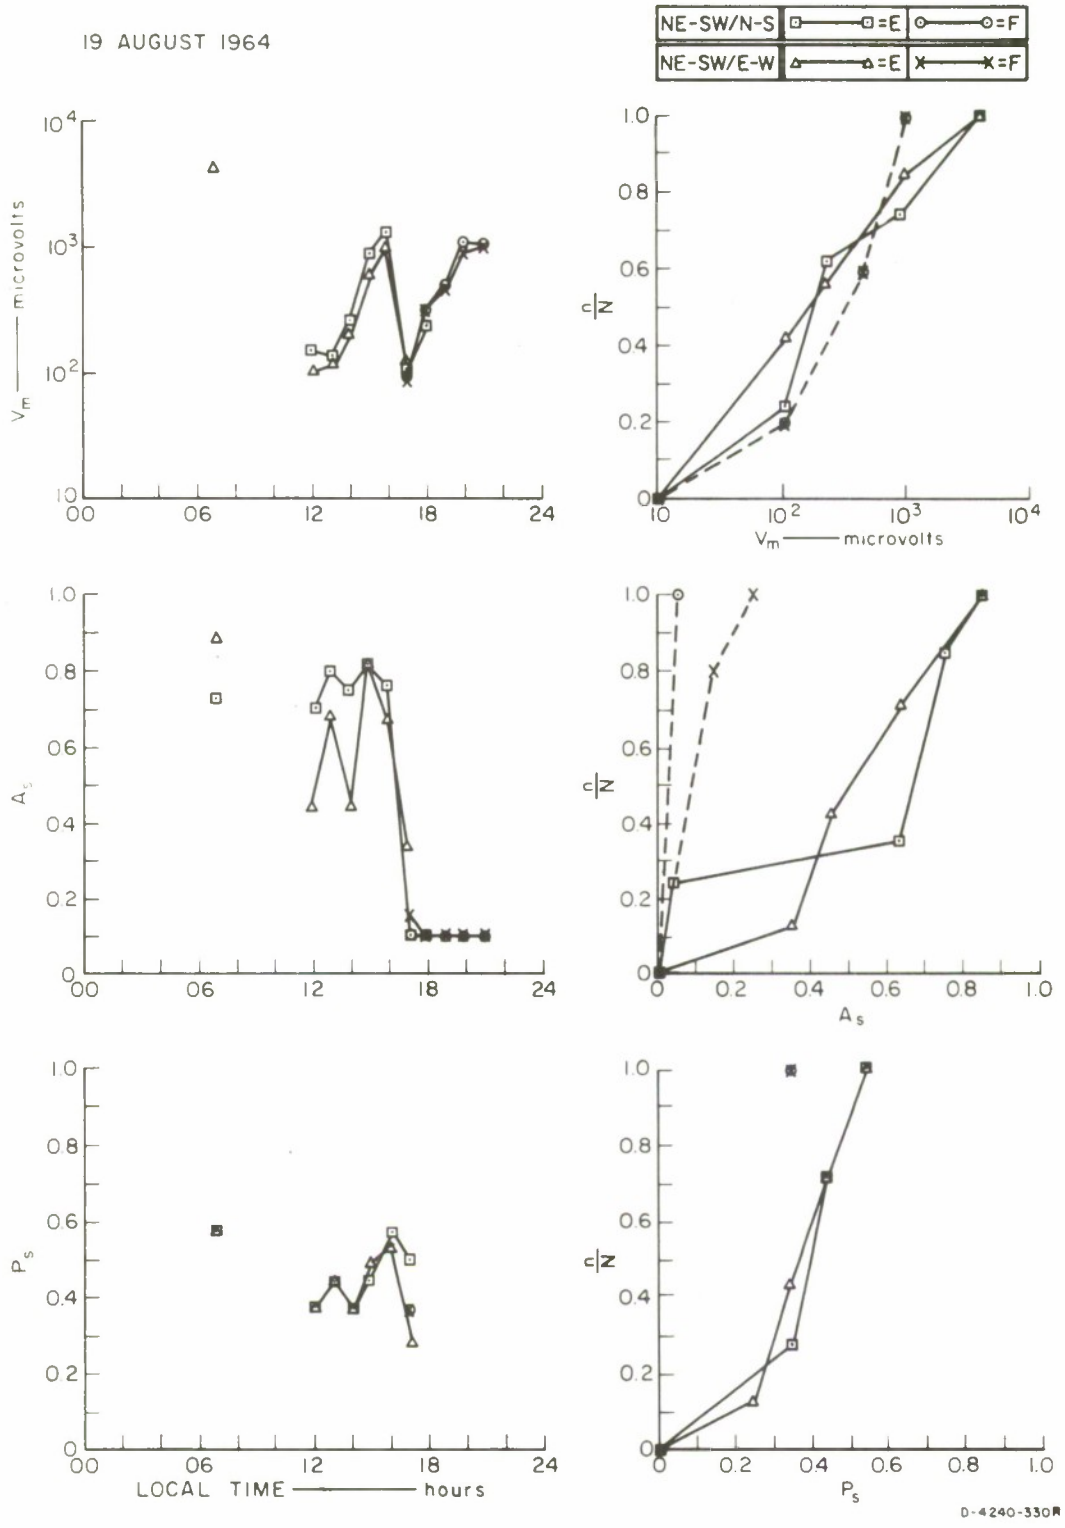 19 AUGUST 1964
NE-SW/N-S =E =F
NE-SW/E-W =E =F
10⁴
10³
10²
10
Vm — microvolts
00 06 12 18 24
1.0
0.8
0.6
0.4
0.2
0
n/N
10 10² 10³ 10⁴
Vm — microvolts
1.0
0.8
0.6
0.4
0.2
0
As
00 06 12 18 24
1.0
0.8
0.6
0.4
0.2
0
n/N
0 0.2 0.4 0.6 0.8 1.0
As
1.0
0.8
0.6
0.4
0.2
0
Ps
00 06 12 18 24
LOCAL TIME — hours
1.0
0.8
0.6
0.4
0.2
0
n/N
0 0.2 0.4 0.6 0.8 1.0
Ps
D-4240-330R